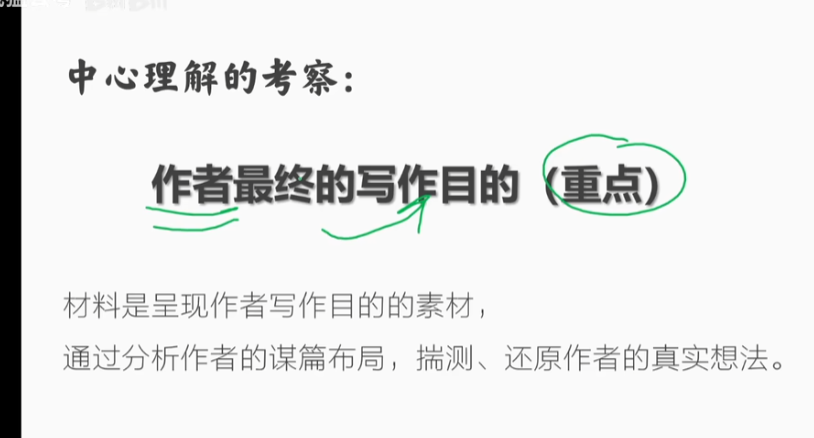 中心理解的考察：
作者最终的写作目的（重点）
材料是呈现作者写作目的的素材，
通过分析作者的谋篇布局，揣测、还原作者的真实想法。